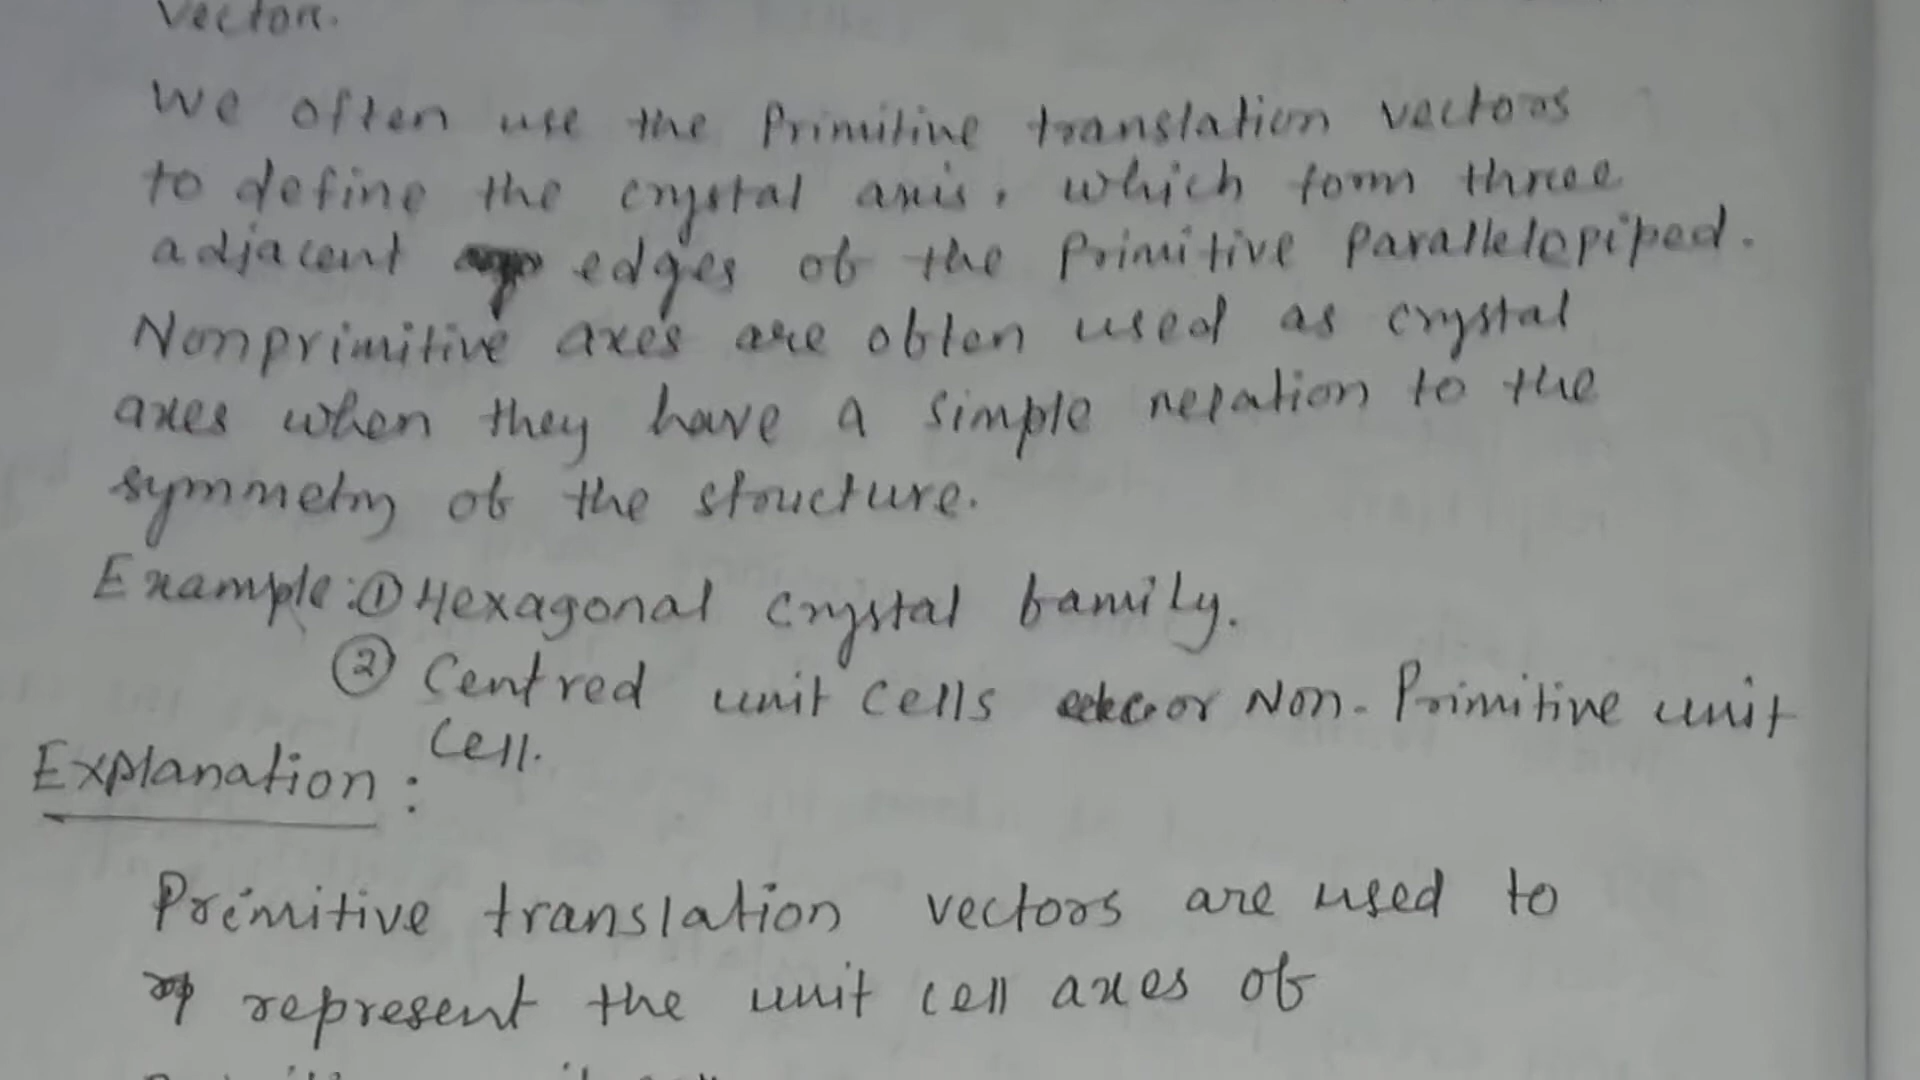 vector.
We often use the Primitive translation vectors
to define the crystal axis, which form three
adjacent edges of the Primitive Parallelopiped.
Nonprimitive axes are often used as crystal
axes when they have a simple relation to the
symmetry of the structure.
Example: ① Hexagonal crystal family.
② Centred unit cells or Non-Primitive unit
cell.
Explanation:
Primitive translation vectors are used to
represent the unit cell axes of